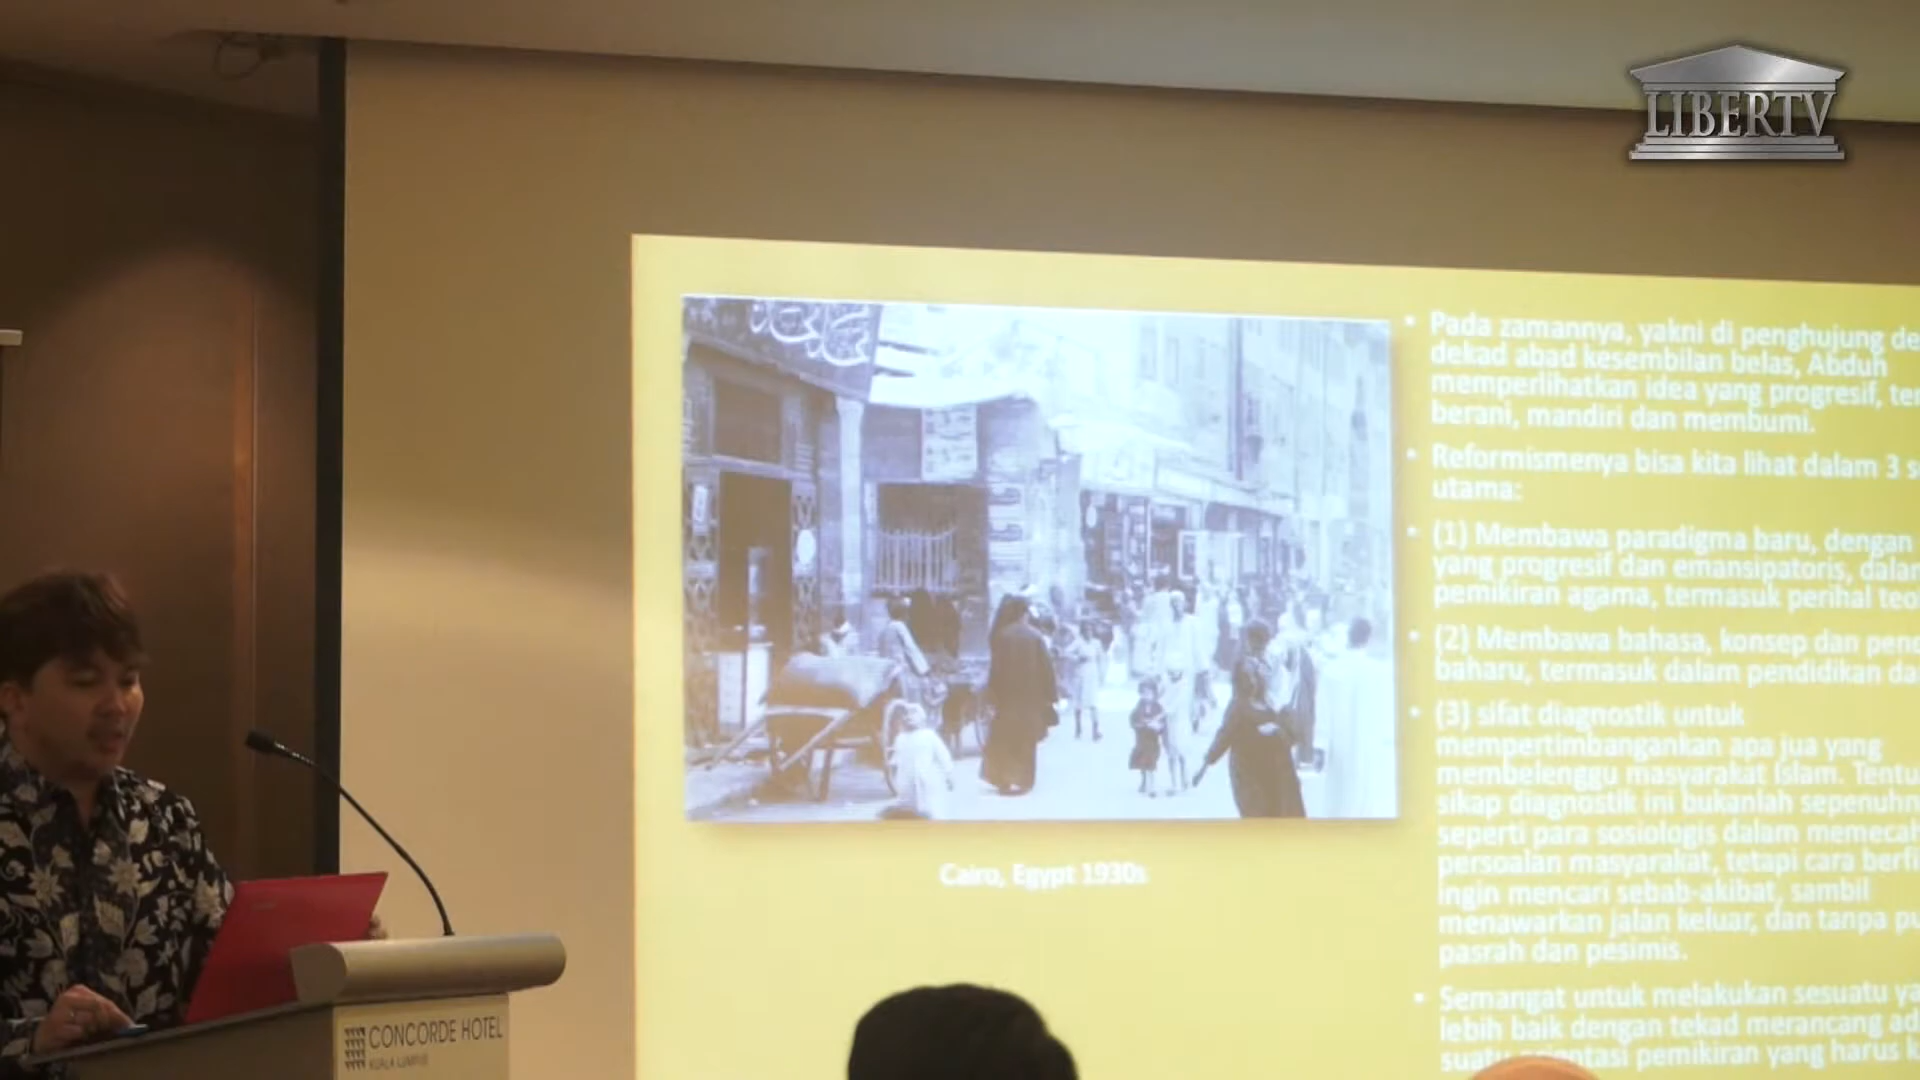 LIBERTV
Pada zamannya, yakni di penghujung
dekad abad kesembilan belas, Abduh
memperlihatkan idea yang progresif,
berani, mandiri dan membumi.
Reformismenya bisa kita lihat dalam 3
utama:
(1) Membawa paradigma baru, dengan
yang progresif dan emansipatoris,
pemikiran agama, termasuk perihal
(2) Membawa bahasa, konsep dan
baharu, termasuk dalam pendidikan
(3) sifat diagnostik untuk
mempertimbangankan apa jua yang
membelenggu masyarakat Islam.
sikap diagnostik ini bukanlah
seperti para sosiologis dalam
persoalan masyarakat, tetapi cara
ingin mencari sebab-akibat, sambil
menawarkan jalan keluar, dan tanpa
pasrah dan pesimis.
Semangat untuk melakukan sesuatu
lebih baik dengan tekad merancang
pemikiran yang harus
Cairo, Egypt 1930s
CONCORDE HOTEL
KUALA LUMPUR